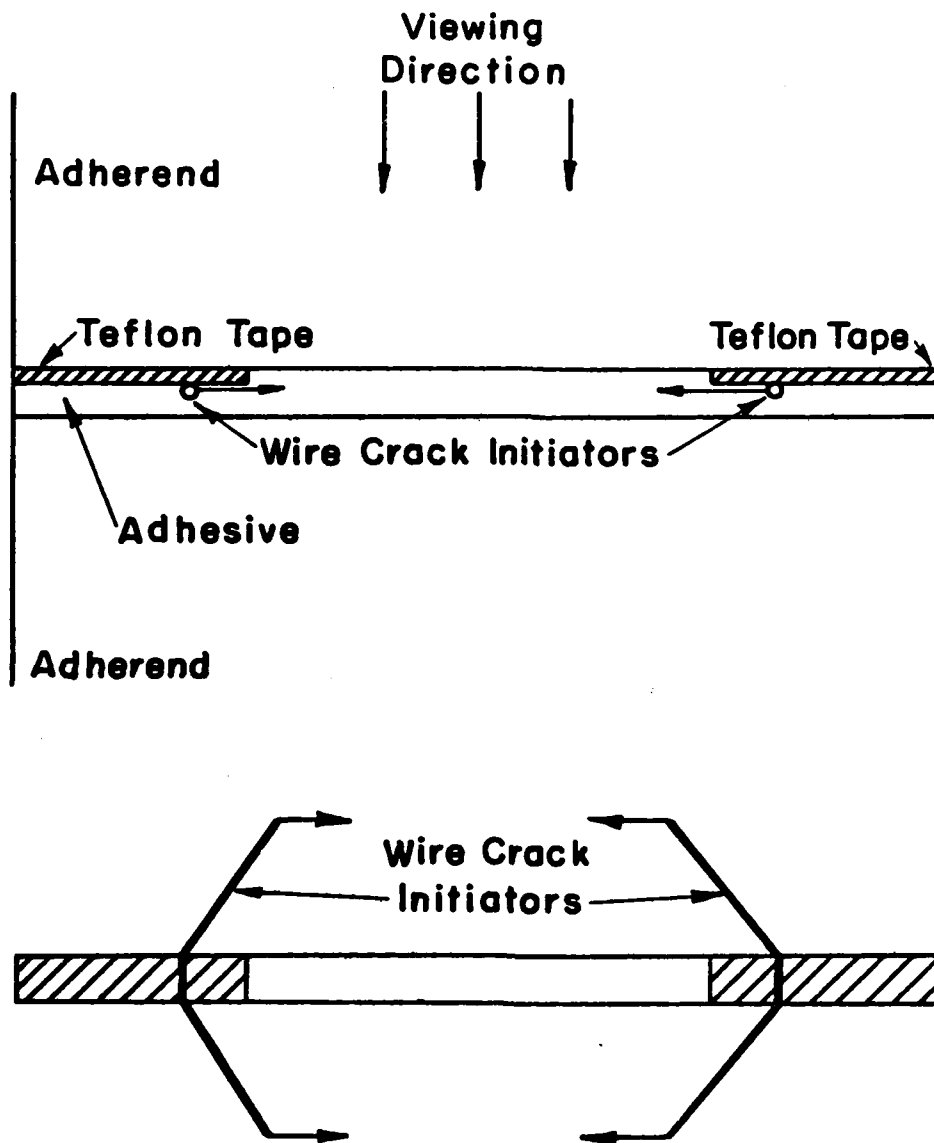 Viewing
Direction
Adherend
Teflon Tape
Teflon Tape
Wire Crack Initiators
Adhesive
Adherend
Wire Crack
Initiators